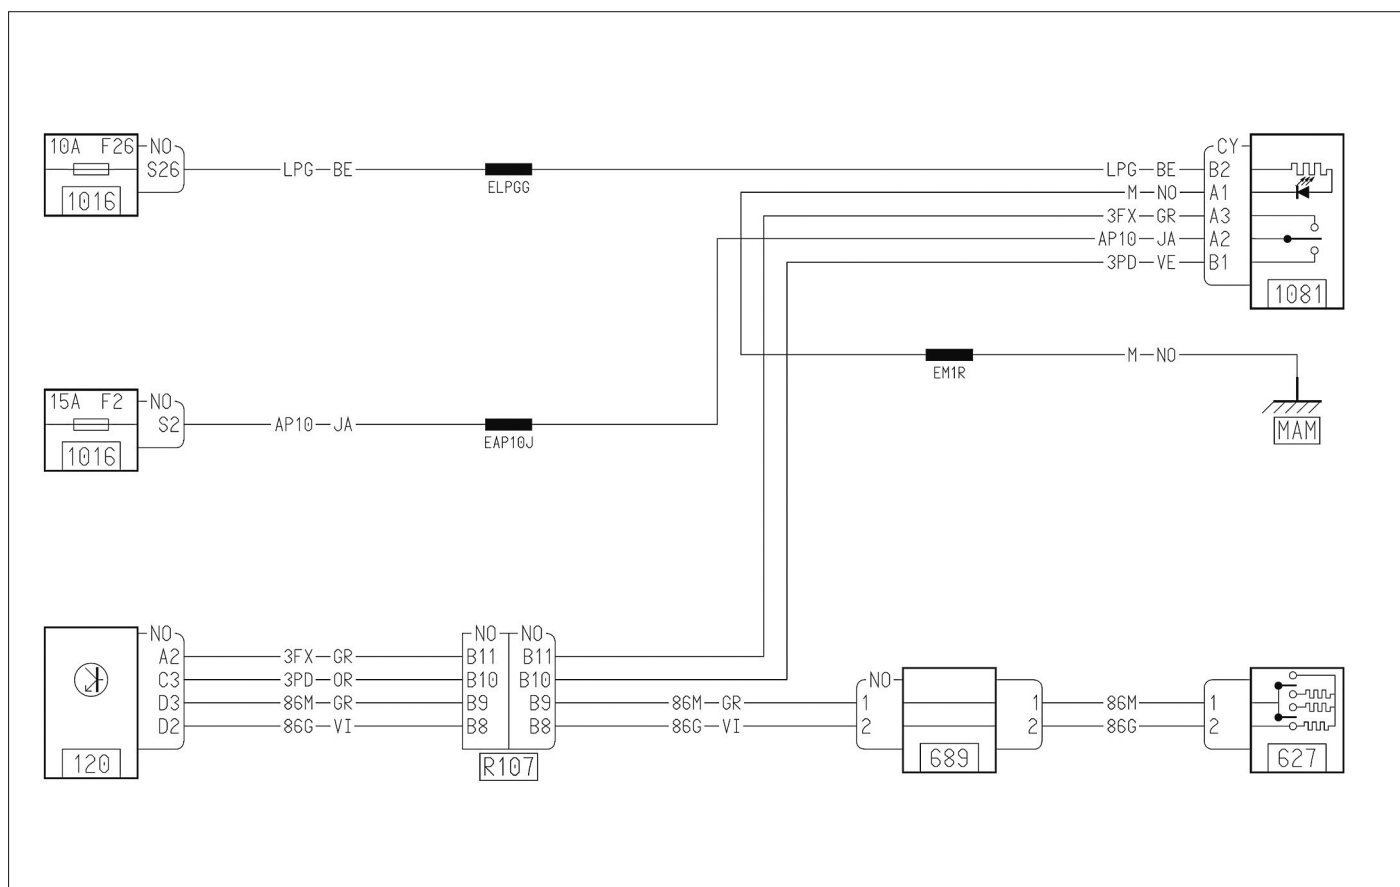 10A F26 NO
S26 LPG BE ELPGG LPG BE B2
1016
CY
M NO A1
3FX GR A3
AP10 JA A2
3PD VE B1
1081
EM1R M NO
MAM
15A F2 NO
S2 AP10 JA EAP10J
1016
NO NO NO
A2 3FX GR B11 B11
C3 3PD OR B10 B10
D3 86M GR B9 B9 86M GR 1 1 86M 1
D2 86G VI B8 B8 86G VI 2 2 86G 2
NO
120 R107 689 627